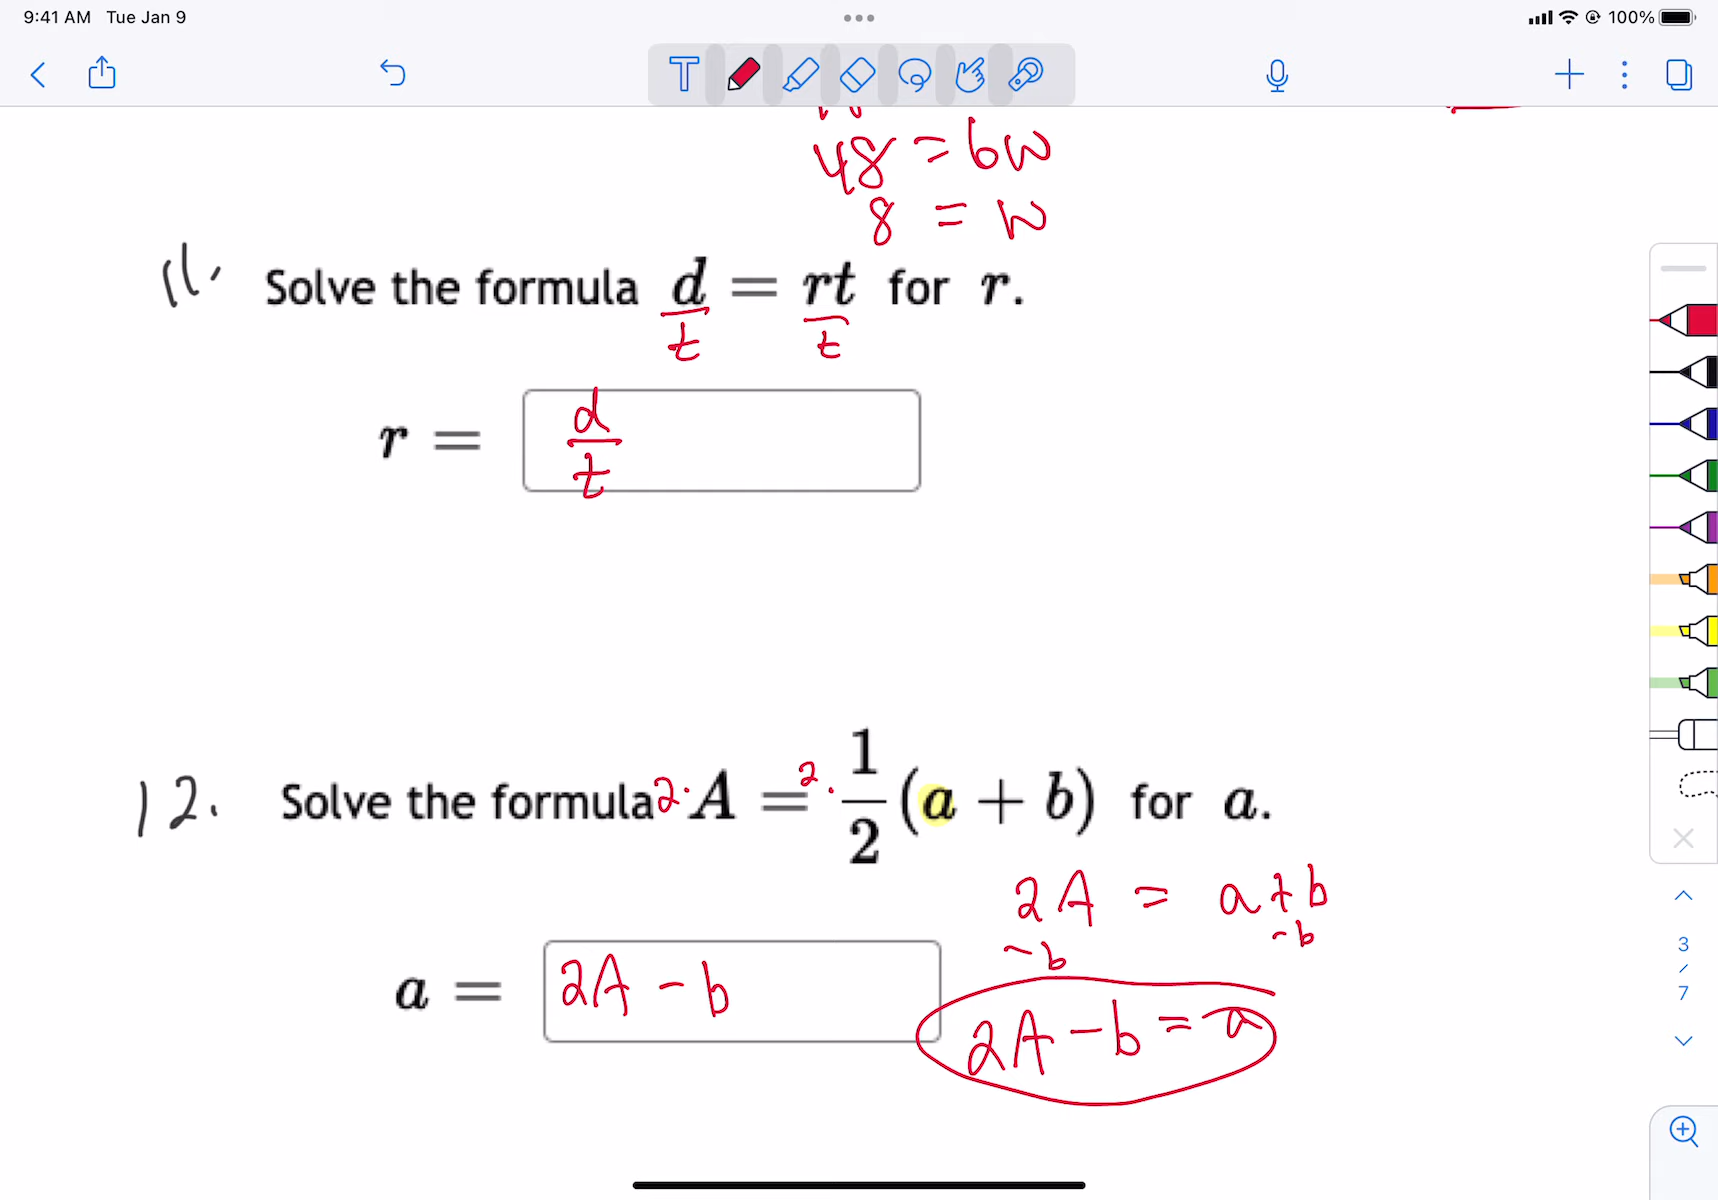 9:41 AM Tue Jan 9
100%
48 = 6w
8 = w
11. Solve the formula d = rt for r.
t t
r = d/t
12. Solve the formula 2· A = 2· 1/2 (a + b) for a.
2A = a+b
-b -b
a = 2A - b
2A - b = a
3
/
7